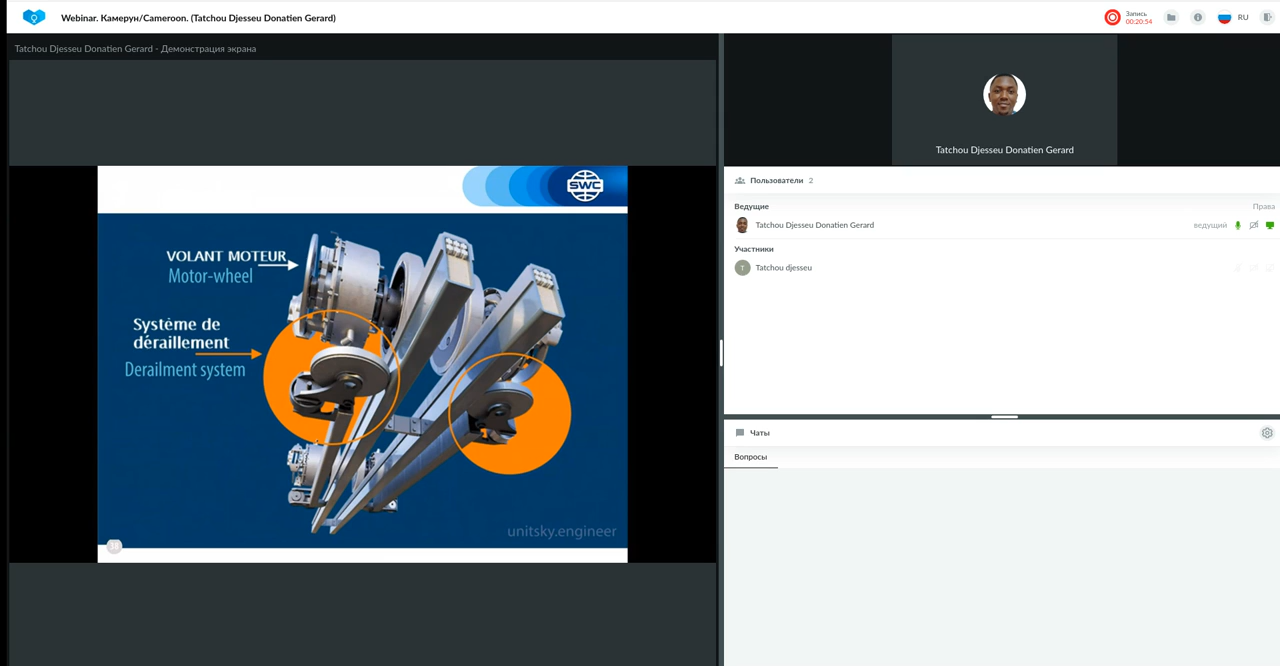 Webinar. Камерун/Cameroon. (Tatchou Djesseu Donatien Gerard)
Запись
00:20:54
RU
Tatchou Djesseu Donatien Gerard - Демонстрация экрана
SWC
VOLANT MOTEUR
Motor-wheel
Systéme de
déraillement
Derailment system
unitsky.engineer
Tatchou Djesseu Donatien Gerard
Пользователи 2
Ведущие Права
Tatchou Djesseu Donatien Gerard ведущий
Участники
T Tatchou djesseu
Чаты
Вопросы